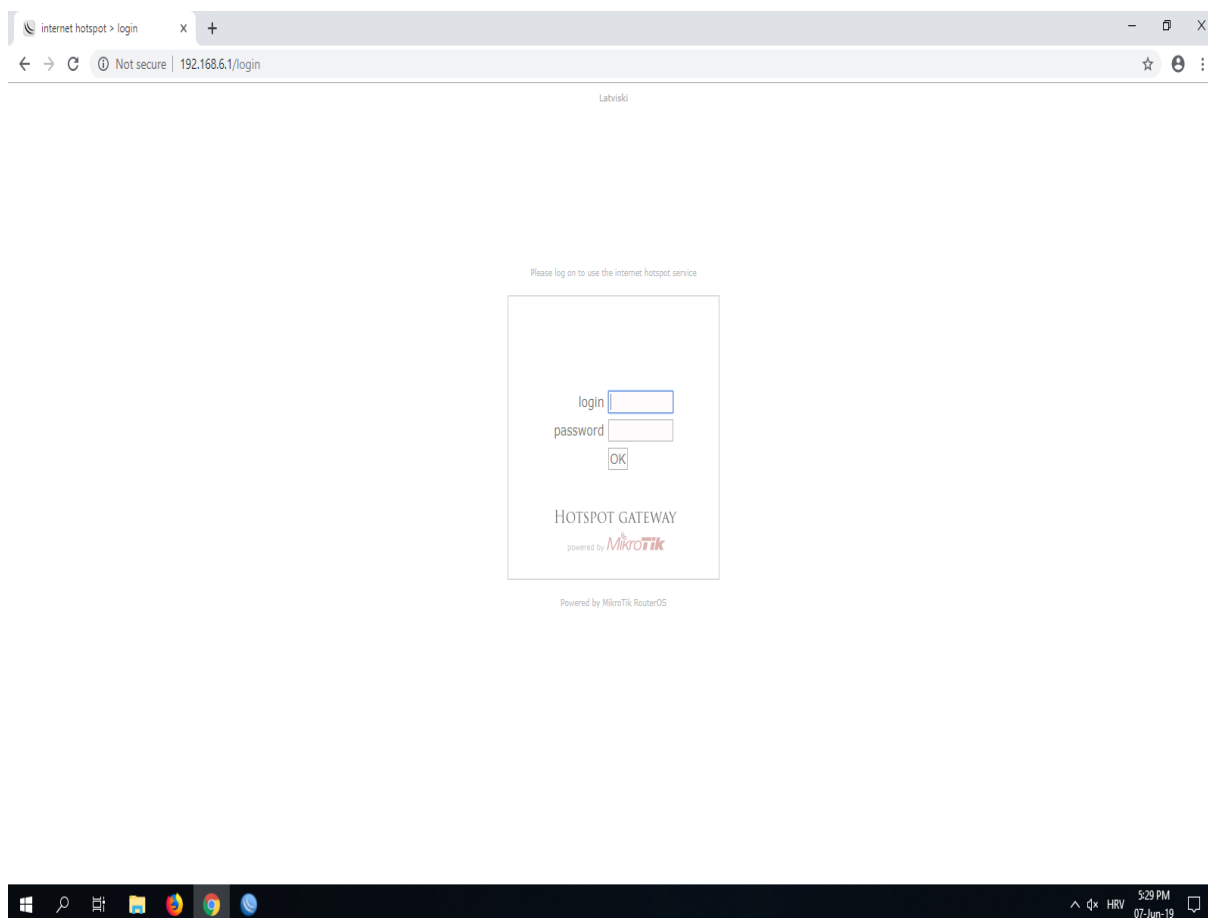 internet hotspot > login
Not secure | 192.168.6.1/login
Latviski
Please log on to use the internet hotspot service
login
password
OK
HOTSPOT GATEWAY
powered by MikroTik
Powered by MikroTik RouterOS
HRV
5:29 PM
07-Jun-19